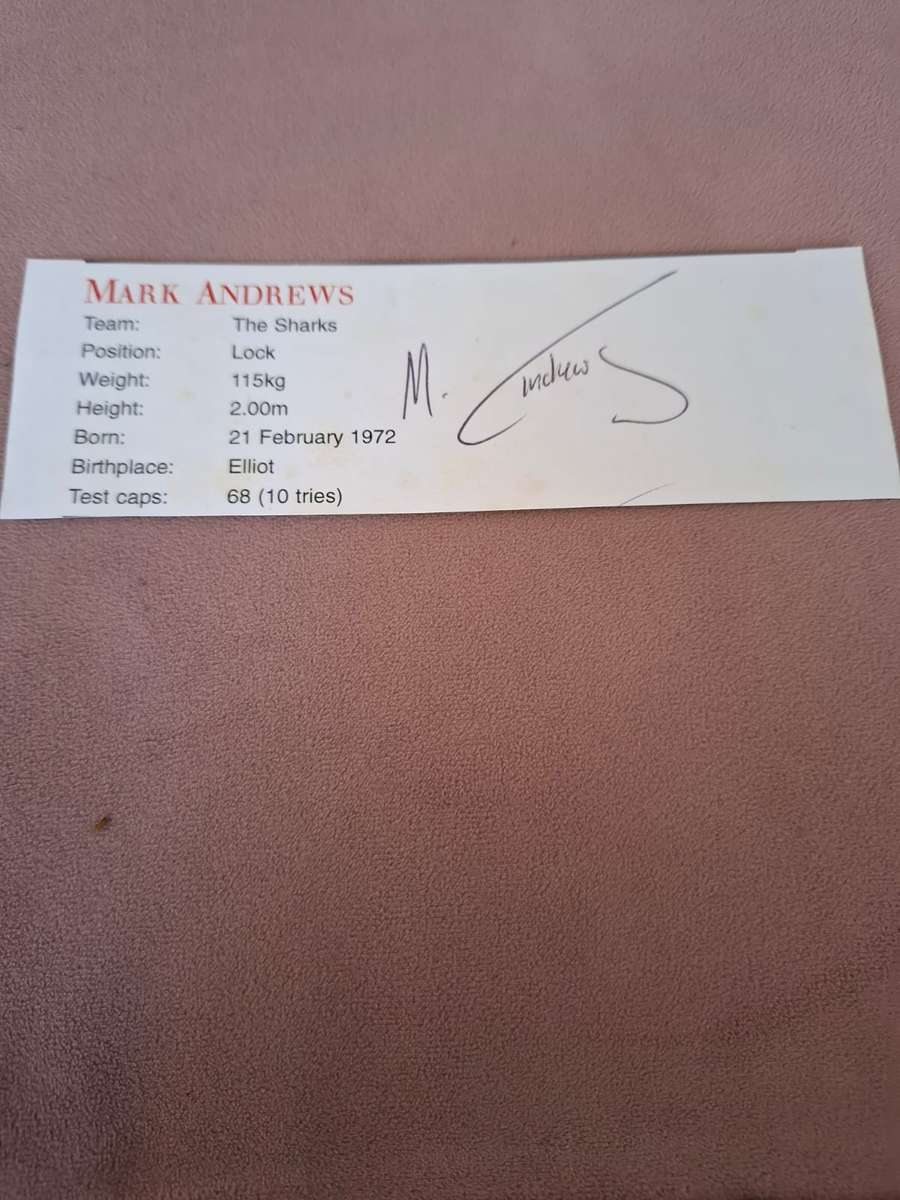 MARK ANDREWS
Team: The Sharks
Position: Lock
Weight: 115kg
Height: 2.00m
Born: 21 February 1972
Birthplace: Elliot
Test caps: 68 (10 tries)
M. Andrews